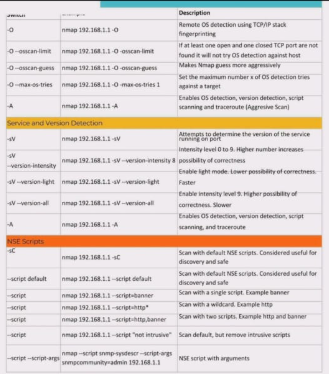 Switch Example Description
-O nmap 192.168.1.1 -O Remote OS detection using TCP/IP stack
fingerprinting
-O --osscan-limit nmap 192.168.1.1 -O -osscan-limit If at least one open and one closed TCP port are not
found it will not try OS detection against host
-O --osscan-guess nmap 192.168.1.1 -O -osscan-guess Makes Nmap guess more aggressively
-O --max-os-tries nmap 192.168.1.1 -O -max-os-tries 1 Set the maximum number x of OS detection tries
against a target
-A nmap 192.168.1.1 -A Enables OS detection, version detection, script
scanning and traceroute (Aggresive Scan)
Service and Version Detection
-sV nmap 192.168.1.1 -sV Attempts to determine the version of the service
running on port
-sV
--version-intensity nmap 192.168.1.1 -sV --version-intensity 8 Intensity level 0 to 9. Higher number increases
possibility of correctness
-sV --version-light nmap 192.168.1.1 -sV --version-light Enable light mode. Lower possibility of correctness.
Faster
-sV --version-all nmap 192.168.1.1 -sV --version-all Enable intensity level 9. Higher possibility of
correctness. Slower
-A nmap 192.168.1.1 -A Enables OS detection, version detection, script
scanning, and traceroute
NSE Scripts
-sC nmap 192.168.1.1 -sC Scan with default NSE scripts. Considered useful for
discovery and safe
--script default nmap 192.168.1.1 --script default Scan with default NSE scripts. Considered useful for
discovery and safe
--script nmap 192.168.1.1 --script=banner Scan with a single script. Example banner
--script nmap 192.168.1.1 --script=http* Scan with a wildcard. Example http
--script nmap 192.168.1.1 --script=http,banner Scan with two scripts. Example http and banner
--script nmap 192.168.1.1 --script "not intrusive" Scan default, but remove intrusive scripts
--script --script-args nmap --script snmp-sysdescr --script-args
snmpcommunity=admin 192.168.1.1 NSE script with arguments